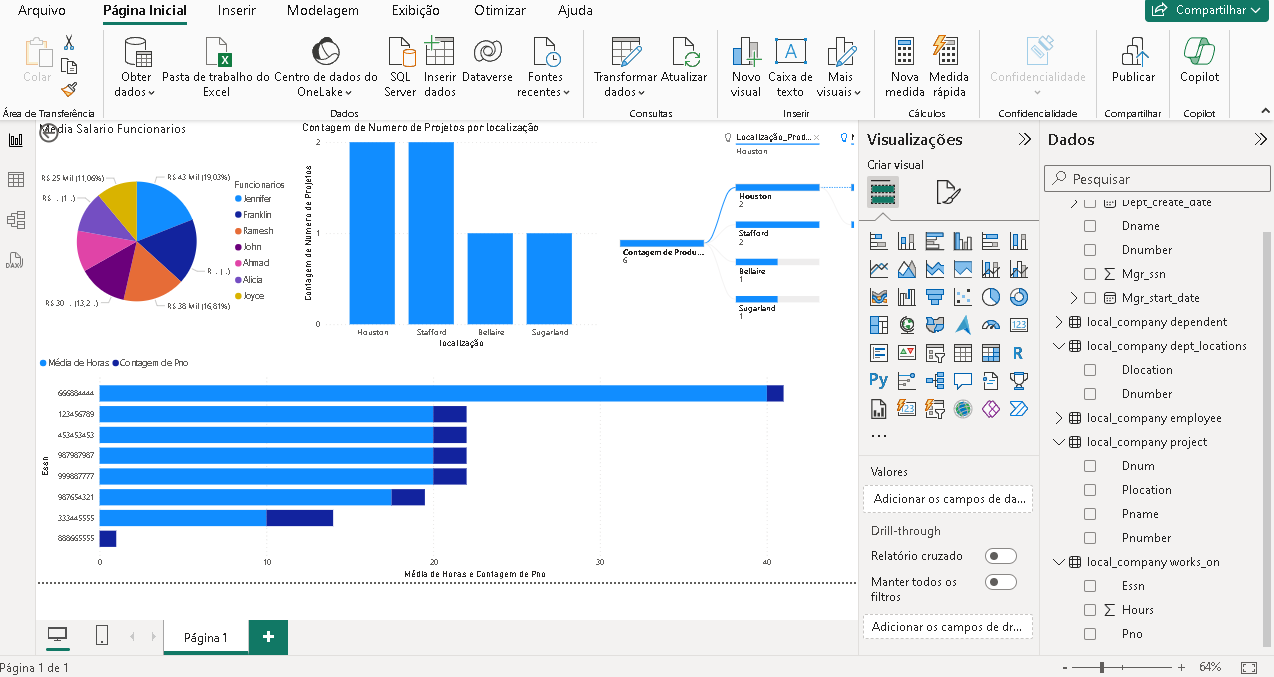 Arquivo
Página Inicial
Inserir
Modelagem
Exibição
Otimizar
Ajuda
Compartilhar
Colar
Obter dados
Pasta de trabalho do Excel
Centro de dados do OneLake
SQL Server
Inserir dados
Dataverse
Fontes recentes
Transformar dados
Atualizar
Novo visual
Caixa de texto
Mais visuais
Nova medida
Medida rápida
Confidencialidade
Publicar
Copilot
Área de Transferência
Dados
Consultas
Inserir
Cálculos
Confidencialidade
Compartilhar
Copilot
Média Salario Funcionarios
R$ 25 Mil (11,06%)
R$ 43 Mil (19,03%)
R$ ... (1...)
R... (...)
R$ 30 ... (13,2...)
R$ 38 Mil (16,81%)
Funcionarios
Jennifer
Franklin
Ramesh
John
Ahmad
Alicia
Joyce
Contagem de Numero de Projetos por localização
Contagem de Numero de Projetos
2
1
0
Houston
Stafford
Bellaire
Sugarland
localização
Localização_Prod...
Houston
Contagem de Produ...
6
Houston
2
Stafford
2
Bellaire
1
Sugarland
1
Média de Horas
Contagem de Pno
Essn
666884444
123456789
453453453
987987987
999887777
987654321
333445555
888665555
0
10
20
30
40
Média de Horas e Contagem de Pno
Página 1
Página 1 de 1
Visualizações
Criar visual
R
Py
123
123
DAX
Valores
Adicionar os campos de da...
Drill-through
Relatório cruzado
Manter todos os filtros
Adicionar os campos de dr...
Dados
Pesquisar
Dept_create_date
Dname
Dnumber
Mgr_ssn
Mgr_start_date
local_company dependent
local_company dept_locations
Dlocation
Dnumber
local_company employee
local_company project
Dnum
Plocation
Pname
Pnumber
local_company works_on
Essn
Hours
Pno
64%